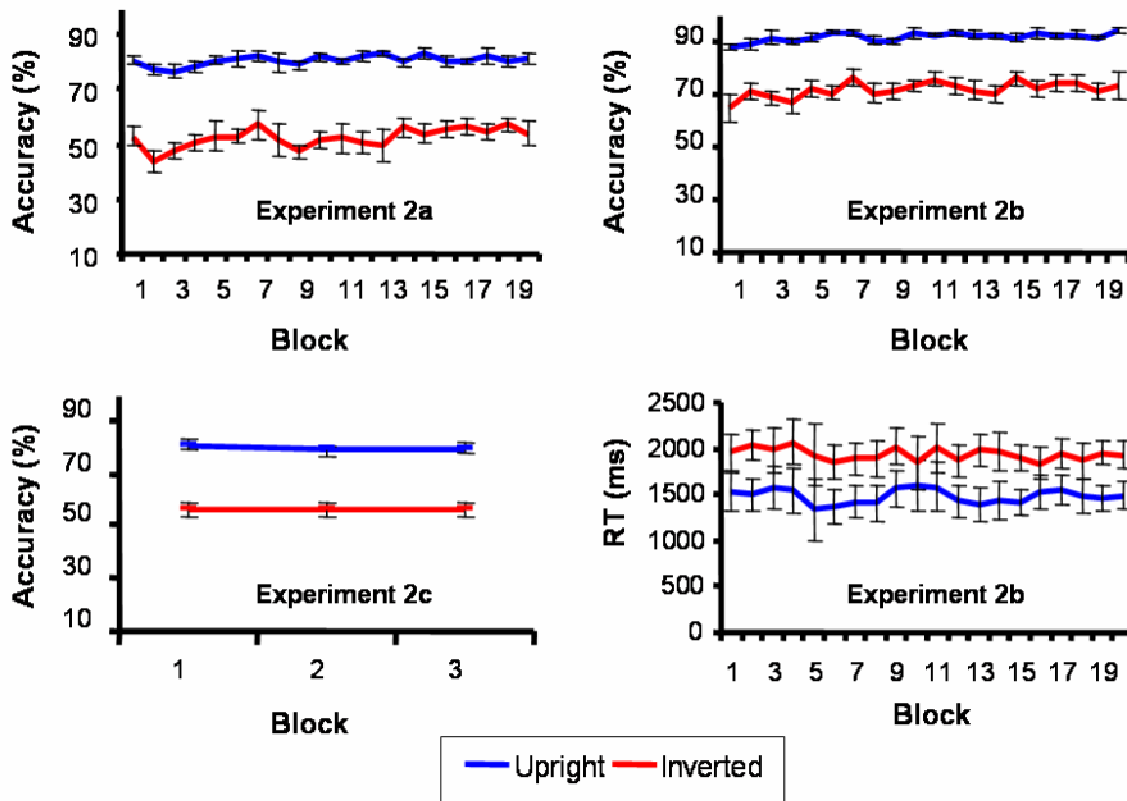 90
70
50
30
10
Accuracy (%)
Experiment 2a
1 3 5 7 9 11 13 15 17 19
Block
90
70
50
30
10
Accuracy (%)
Experiment 2b
1 3 5 7 9 11 13 15 17 19
Block
90
70
50
30
10
Accuracy (%)
Experiment 2c
1 2 3
Block
2500
2000
1500
1000
500
0
RT (ms)
Experiment 2b
1 3 5 7 9 11 13 15 17 19
Block
Upright Inverted